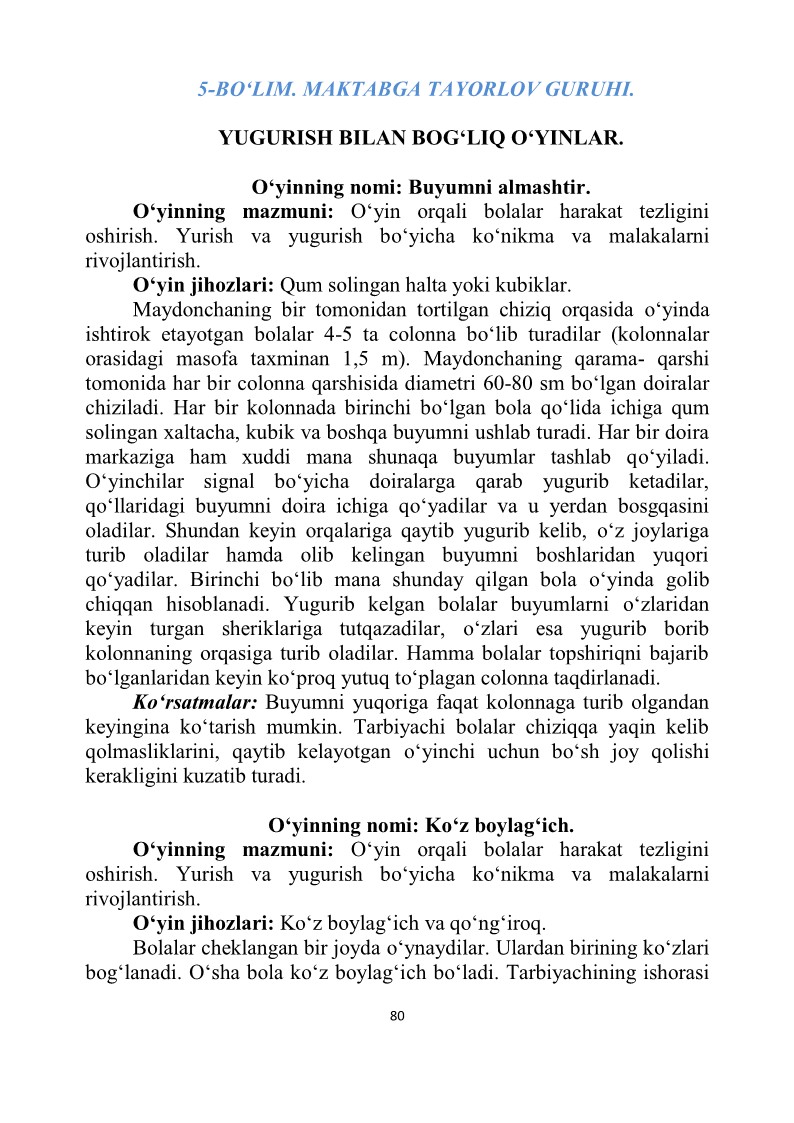 5-BO‘LIM. MAKTABGA TAYORLOV GURUHI.
YUGURISH BILAN BOG‘LIQ O‘YINLAR.
O‘yinning nomi: Buyumni almashtir.
O‘yinning mazmuni: O‘yin orqali bolalar harakat tezligini
oshirish. Yurish va yugurish bo‘yicha ko‘nikma va malakalarni
rivojlantirish.
O‘yin jihozlari: Qum solingan halta yoki kubiklar.
Maydonchaning bir tomonidan tortilgan chiziq orqasida o‘yinda
ishtirok etayotgan bolalar 4-5 ta colonna bo‘lib turadilar (kolonnalar
orasidagi masofa taxminan 1,5 m). Maydonchaning qarama- qarshi
tomonida har bir colonna qarshisida diametri 60-80 sm bo‘lgan doiralar
chiziladi. Har bir kolonnada birinchi bo‘lgan bola qo‘lida ichiga qum
solingan xaltacha, kubik va boshqa buyumni ushlab turadi. Har bir doira
markaziga ham xuddi mana shunaqa buyumlar tashlab qo‘yiladi.
O‘yinchilar signal bo‘yicha doiralarga qarab yugurib ketadilar,
qo‘llaridagi buyumni doira ichiga qo‘yadilar va u yerdan bosgqasini
oladilar. Shundan keyin orqalariga qaytib yugurib kelib, o‘z joylariga
turib oladilar hamda olib kelingan buyumni boshlaridan yuqori
qo‘yadilar. Birinchi bo‘lib mana shunday qilgan bola o‘yinda golib
chiqqan hisoblanadi. Yugurib kelgan bolalar buyumlarni o‘zlaridan
keyin turgan sheriklariga tutqazadilar, o‘zlari esa yugurib borib
kolonnaning orqasiga turib oladilar. Hamma bolalar topshiriqni bajarib
bo‘lganlaridan keyin ko‘proq yutuq to‘plagan colonna taqdirlanadi.
Ko‘rsatmalar: Buyumni yuqoriga faqat kolonnaga turib olgandan
keyingina ko‘tarish mumkin. Tarbiyachi bolalar chiziqqa yaqin kelib
qolmasliklarini, qaytib kelayotgan o‘yinchi uchun bo‘sh joy qolishi
kerakligini kuzatib turadi.
O‘yinning nomi: Ko‘z boylag‘ich.
O‘yinning mazmuni: O‘yin orqali bolalar harakat tezligini
oshirish. Yurish va yugurish bo‘yicha ko‘nikma va malakalarni
rivojlantirish.
O‘yin jihozlari: Ko‘z boylag‘ich va qo‘ng‘iroq.
Bolalar cheklangan bir joyda o‘ynaydilar. Ulardan birining ko‘zlari
bog‘lanadi. O‘sha bola ko‘z boylag‘ich bo‘ladi. Tarbiyachining ishorasi
80